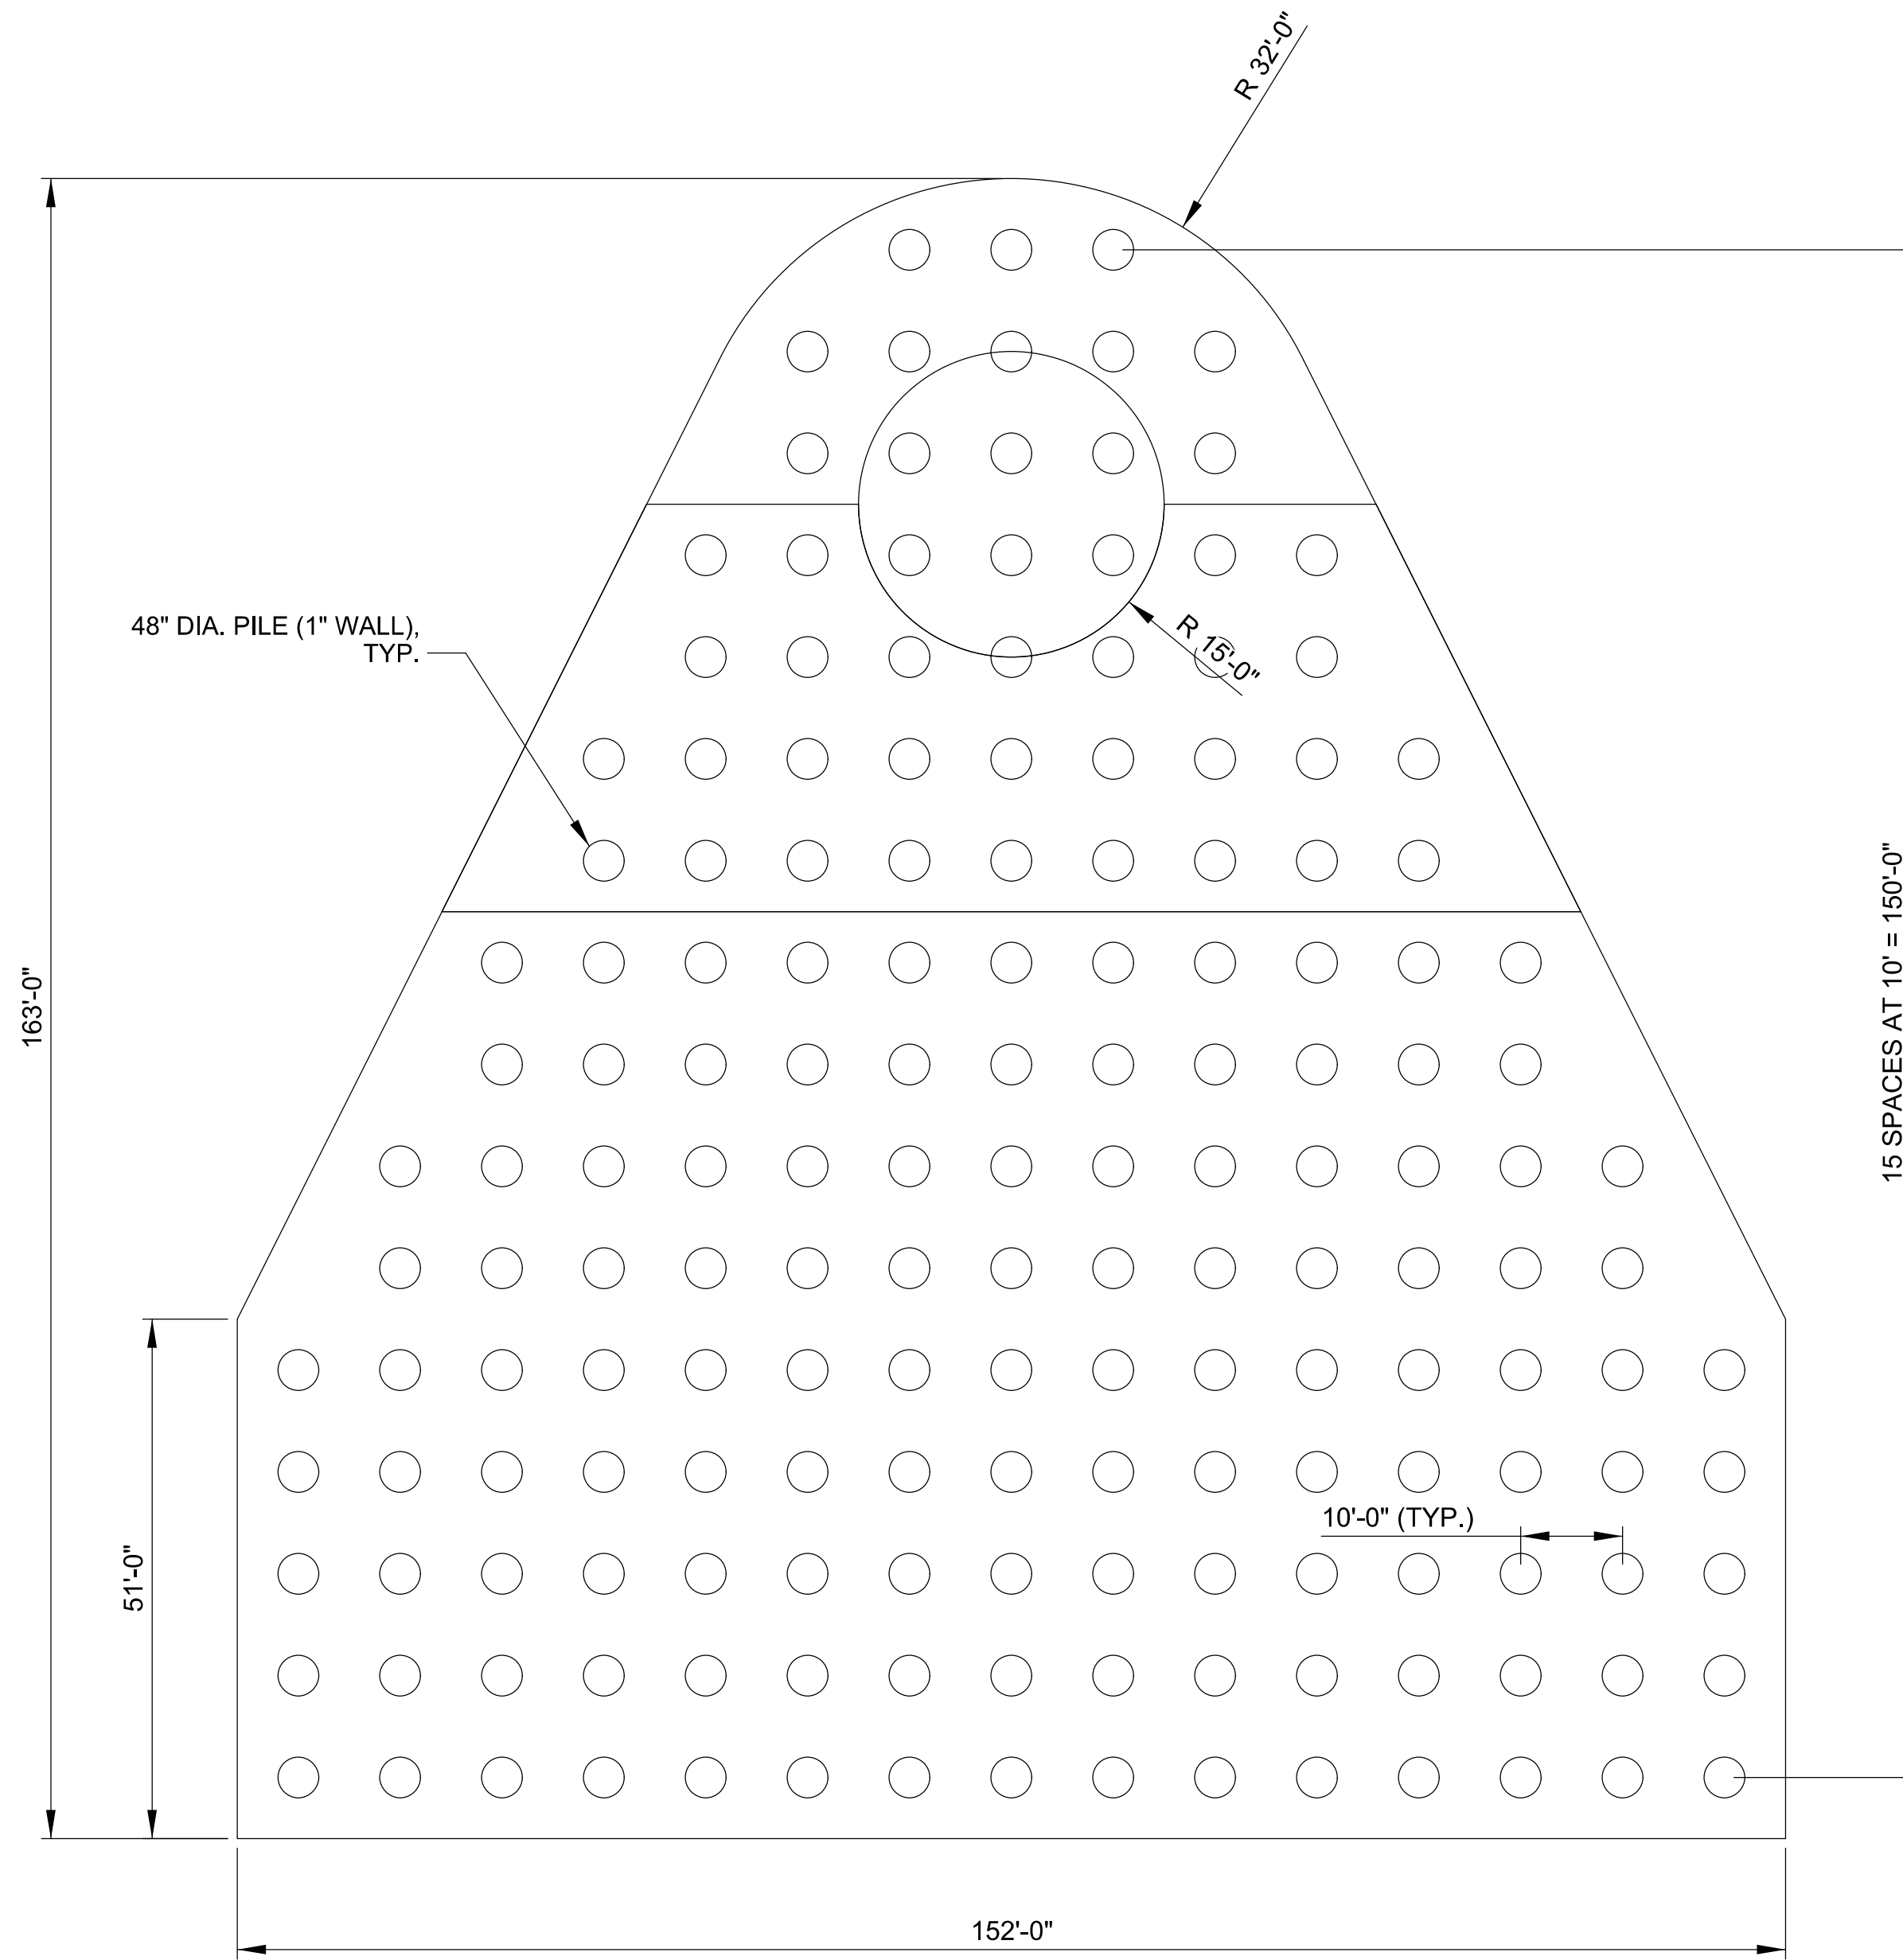 R 32'-0"
48" DIA. PILE (1" WALL),
TYP.
R 15'-0"
163'-0"
15 SPACES AT 10' = 150'-0"
10'-0" (TYP.)
51'-0"
152'-0"